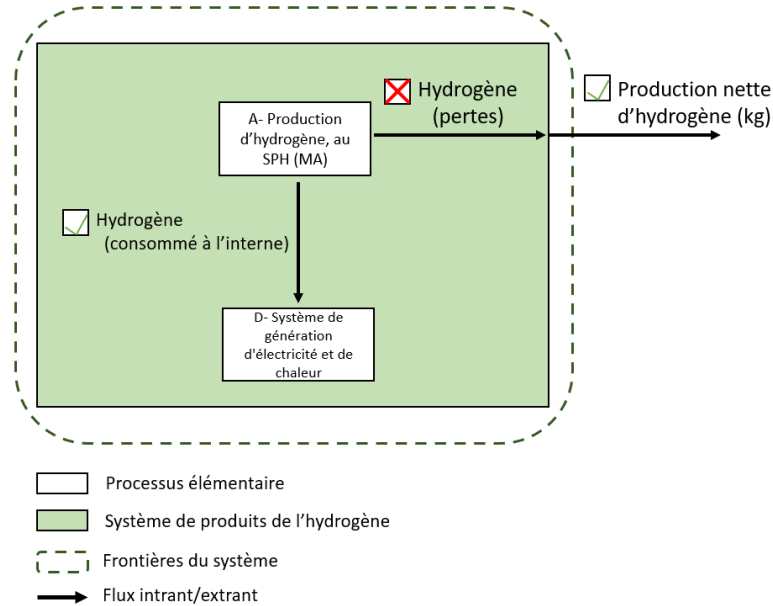 Hydrogène
(pertes)
Production nette
d'hydrogène (kg)
A- Production
d'hydrogène, au
SPH (MA)
Hydrogène
(consommé à l'interne)
D- Système de
génération
d'électricité et de
chaleur
Processus élémentaire
Système de produits de l'hydrogène
Frontières du système
Flux intrant/extrant